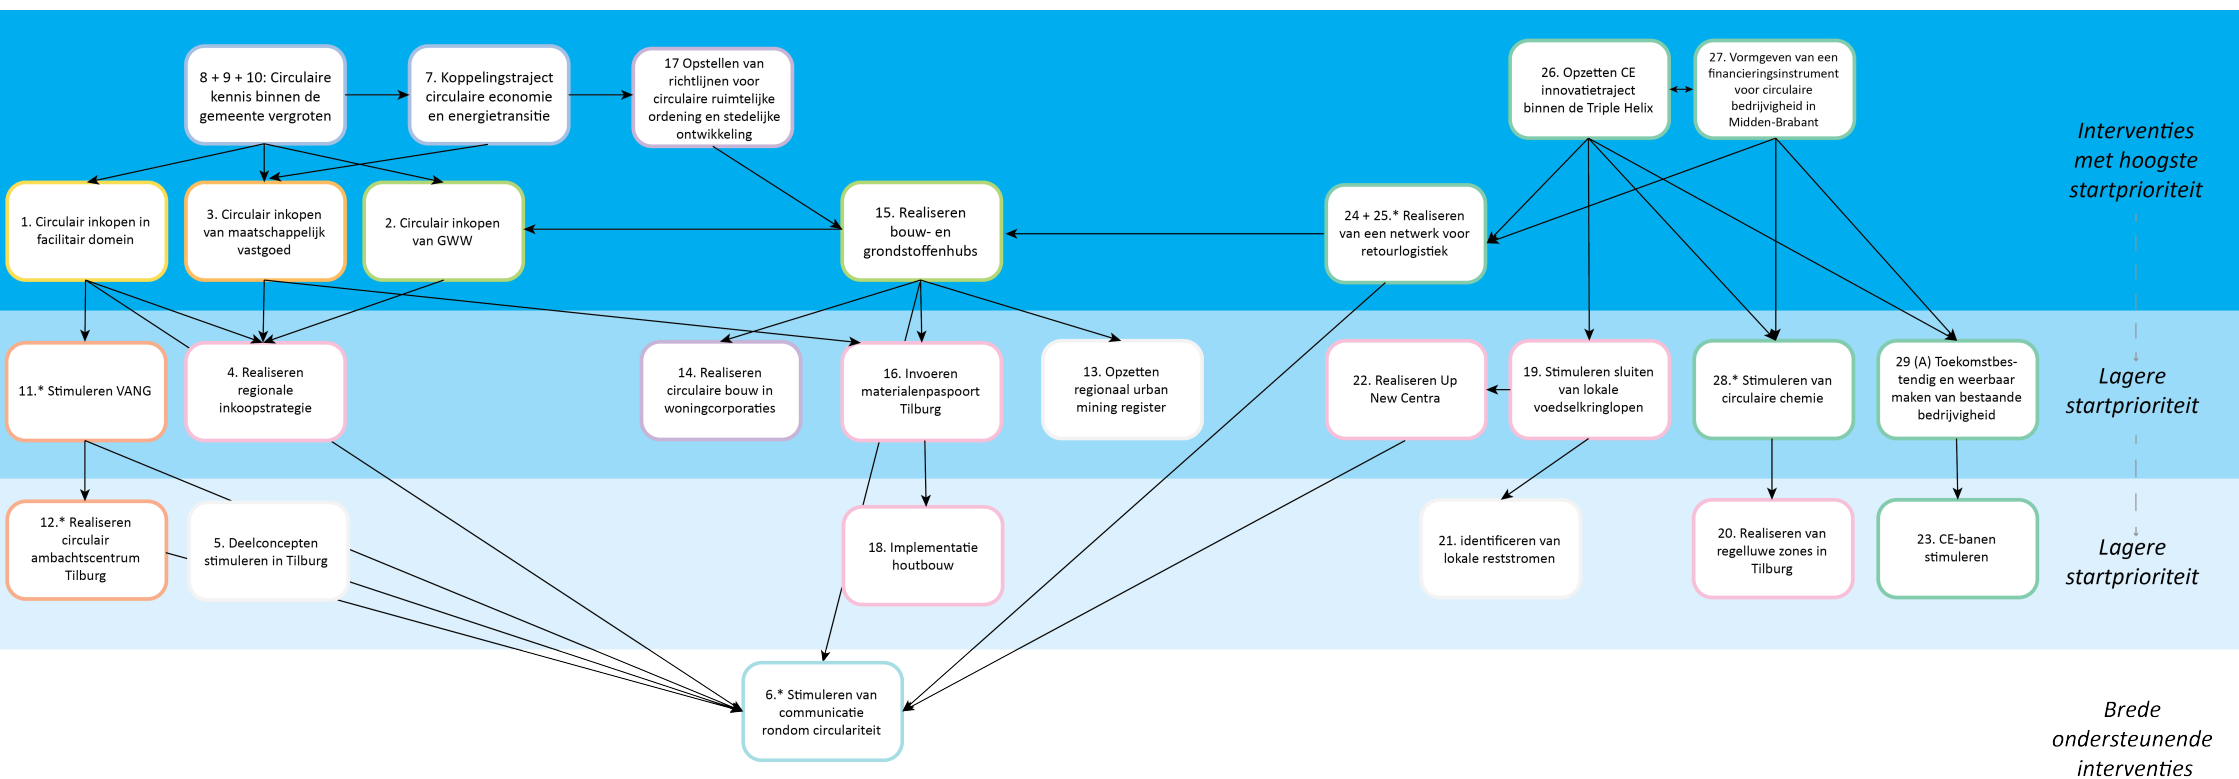 8 + 9 + 10: Circulaire
kennis binnen de
gemeente vergroten
7. Koppelingstraject
circulaire economie
en energietransitie
17 Opstellen van
richtlijnen voor
circulaire ruimtelijke
ordening en stedelijke
ontwikkeling
26. Opzetten CE
innovatietraject
binnen de Triple Helix
27. Vormgeven van een
financieringsinstrument
voor circulaire
bedrijvigheid in
Midden-Brabant
Interventies
met hoogste
startprioriteit
1. Circulair inkopen in
facilitair domein
3. Circulair inkopen
van maatschappelijk
vastgoed
2. Circulair inkopen
van GWW
15. Realiseren
bouw- en
grondstoffenhubs
24 + 25.* Realiseren
van een netwerk voor
retourlogistiek
11.* Stimuleren VANG
4. Realiseren
regionale
inkoopstrategie
14. Realiseren
circulaire bouw in
woningcorporaties
16. Invoeren
materialenpaspoort
Tilburg
13. Opzetten
regionaal urban
mining register
22. Realiseren Up
New Centra
19. Stimuleren sluiten
van lokale
voedselkringlopen
28.* Stimuleren van
circulaire chemie
29 (A) Toekomstbes-
tendig en weerbaar
maken van bestaande
bedrijvigheid
Lagere
startprioriteit
12.* Realiseren
circulair
ambachtscentrum
Tilburg
5. Deelconcepten
stimuleren in Tilburg
18. Implementatie
houtbouw
21. identificeren van
lokale reststromen
20. Realiseren van
regelluwe zones in
Tilburg
23. CE-banen
stimuleren
Lagere
startprioriteit
6.* Stimuleren van
communicatie
rondom circulariteit
Brede
ondersteunende
interventies